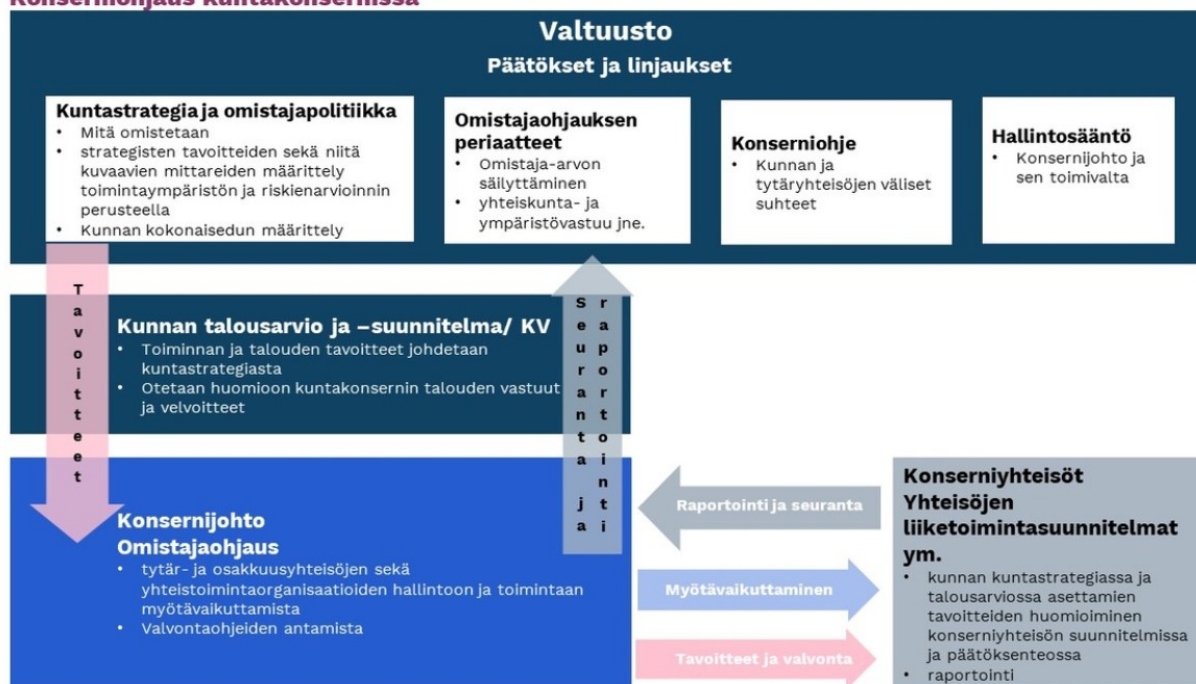 Konserniohjaus kuntakonsernissa
Valtuusto
Päätökset ja linjaukset
Kuntastrategia ja omistajapolitiikka
• Mitä omistetaan
• strategisten tavoitteiden sekä niitä
kuvaavien mittareiden määrittely
toimintaympäristön ja riskienarvioinnin
perusteella
• Kunnan kokonaisedun määrittely
Omistajaohjauksen
periaatteet
• Omistaja-arvon
säilyttäminen
• yhteiskunta- ja
ympäristövastuu jne.
Konserniohje
• Kunnan ja
tytäryhteisöjen väliset
suhteet
Hallintosääntö
• Konsernijohto ja
sen toimivalta
Tavoitteet
Kunnan talousarvio ja –suunnitelma/ KV
• Toiminnan ja talouden tavoitteet johdetaan
kuntastrategiasta
• Otetaan huomioon kuntakonsernin talouden vastuut
ja velvoitteet
Seuranta ja
raportointi
Konsernijohto
Omistajaohjaus
• tytär- ja osakkuusyhteisöjen sekä
yhteistoimintaorganisaatioiden hallintoon ja toimintaan
myötävaikuttamista
• Valvontaohjeiden antamista
Raportointi ja seuranta
Myötävaikuttaminen
Tavoitteet ja valvonta
Konserniyhteisöt
Yhteisöjen
liiketoimintasuunnitelmat
ym.
• kunnan kuntastrategiassa ja
talousarviossa asettamien
tavoitteiden huomioiminen
konserniyhteisön suunnitelmissa
ja päätöksenteossa
• raportointi